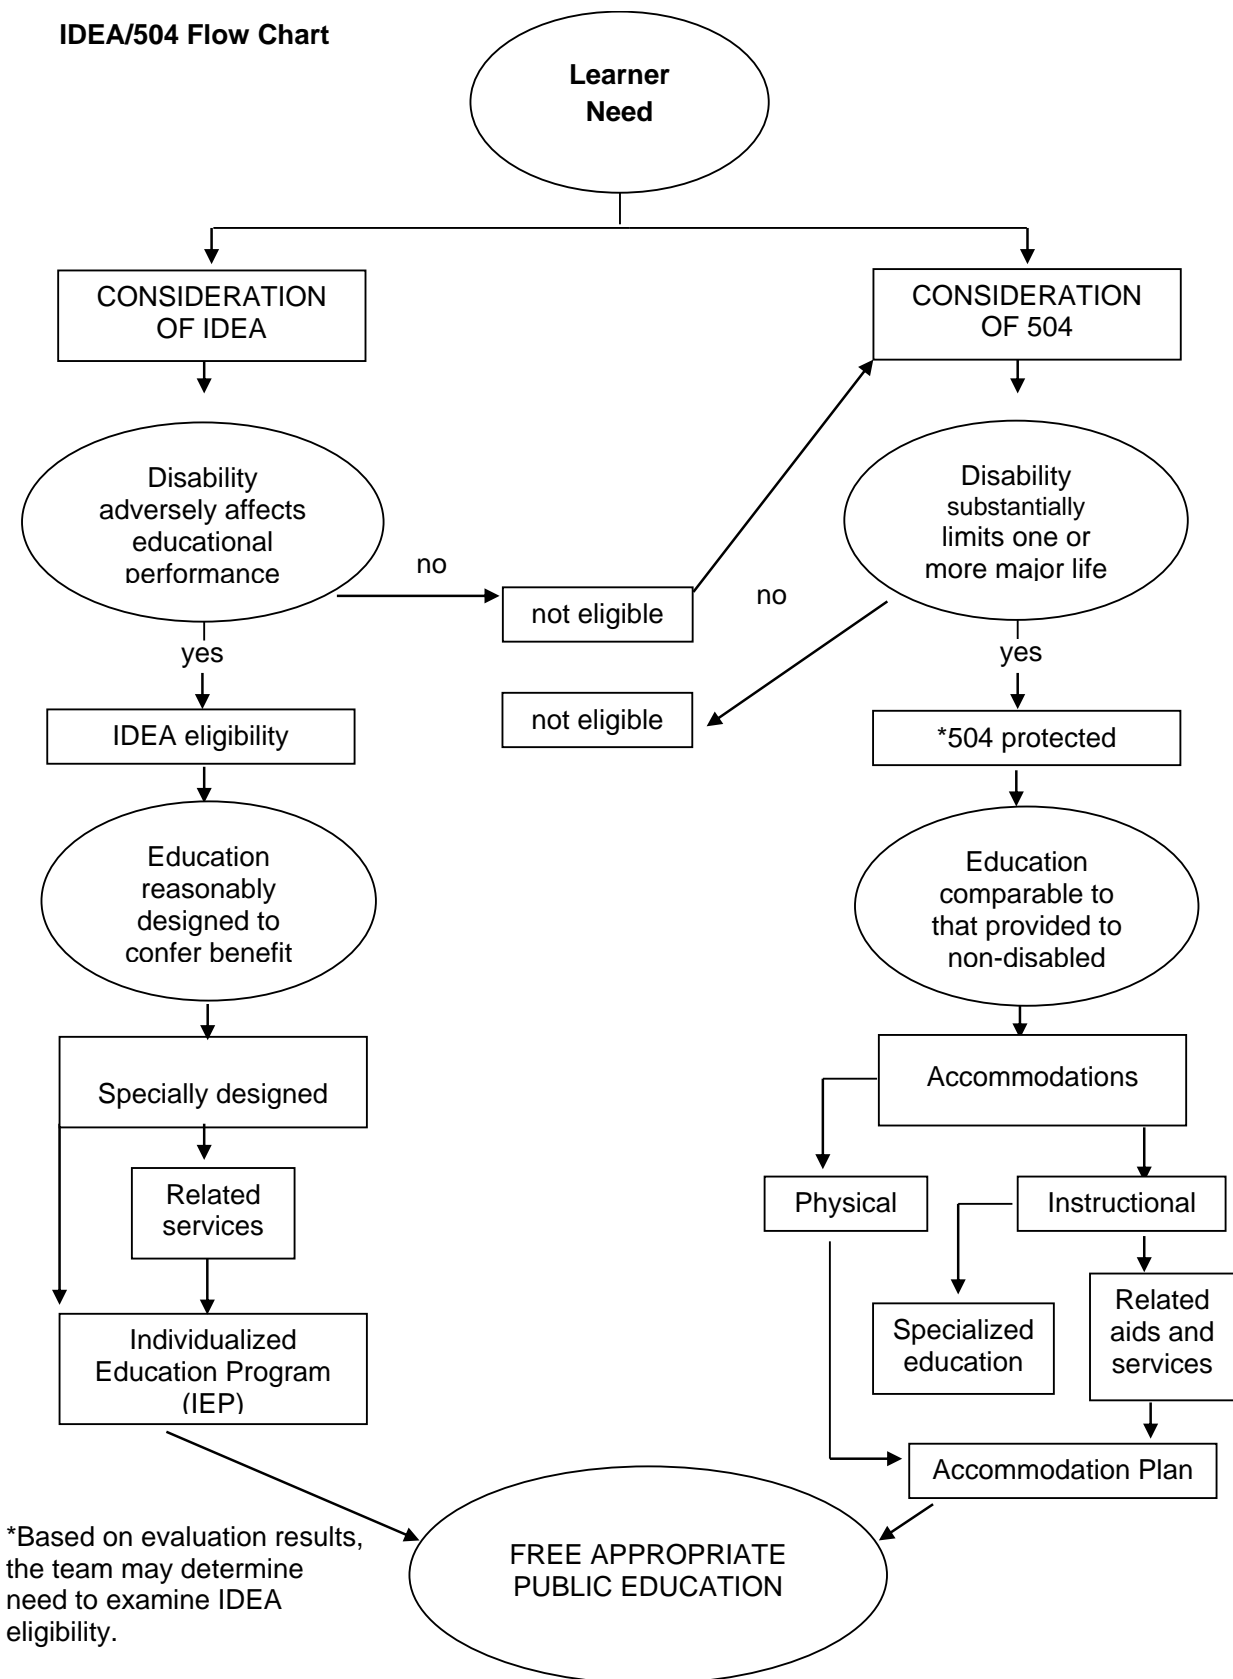 IDEA/504 Flow Chart
Learner
Need
CONSIDERATION
OF IDEA
CONSIDERATION
OF 504
Disability
adversely affects
educational
performance
Disability
substantially
limits one or
more major life
no
not eligible
no
yes
yes
not eligible
IDEA eligibility
*504 protected
Education
reasonably
designed to
confer benefit
Education
comparable to
that provided to
non-disabled
Specially designed
Accommodations
Related
services
Physical
Instructional
Individualized
Education Program
(IEP)
Specialized
education
Related
aids and
services
Accommodation Plan
*Based on evaluation results,
the team may determine
need to examine IDEA
eligibility.
FREE APPROPRIATE
PUBLIC EDUCATION